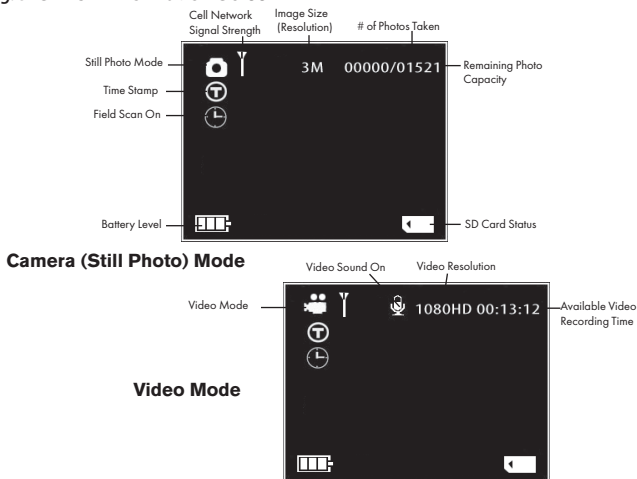 Cell Network
Signal Strength
Image Size
(Resolution)
# of Photos Taken
Still Photo Mode
3M 00000/01521
Remaining Photo
Capacity
Time Stamp
T
Field Scan On
Battery Level
SD Card Status
Camera (Still Photo) Mode
Video Sound On
Video Resolution
Video Mode
1080HD 00:13:12
Available Video
Recording Time
T
Video Mode